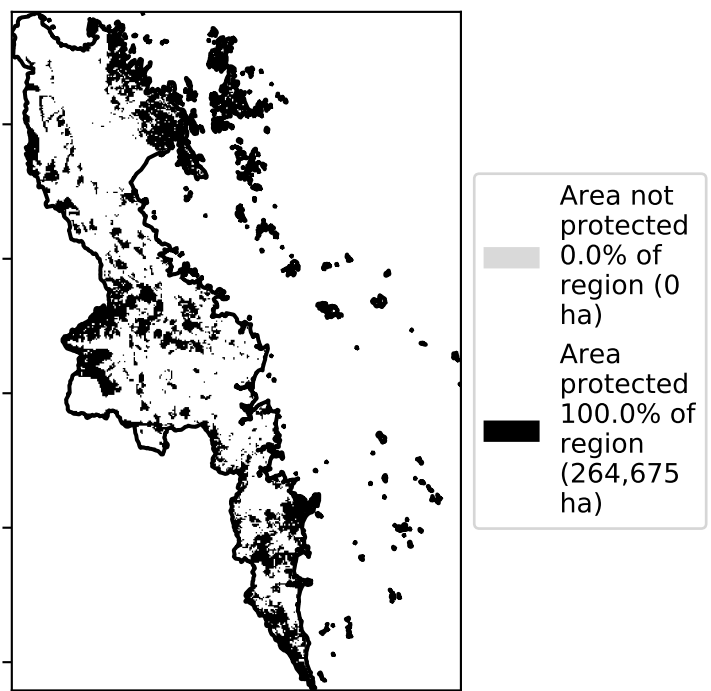 Area not
protected
0.0% of
region (0
ha)
Area
protected
100.0% of
region
(264,675
ha)